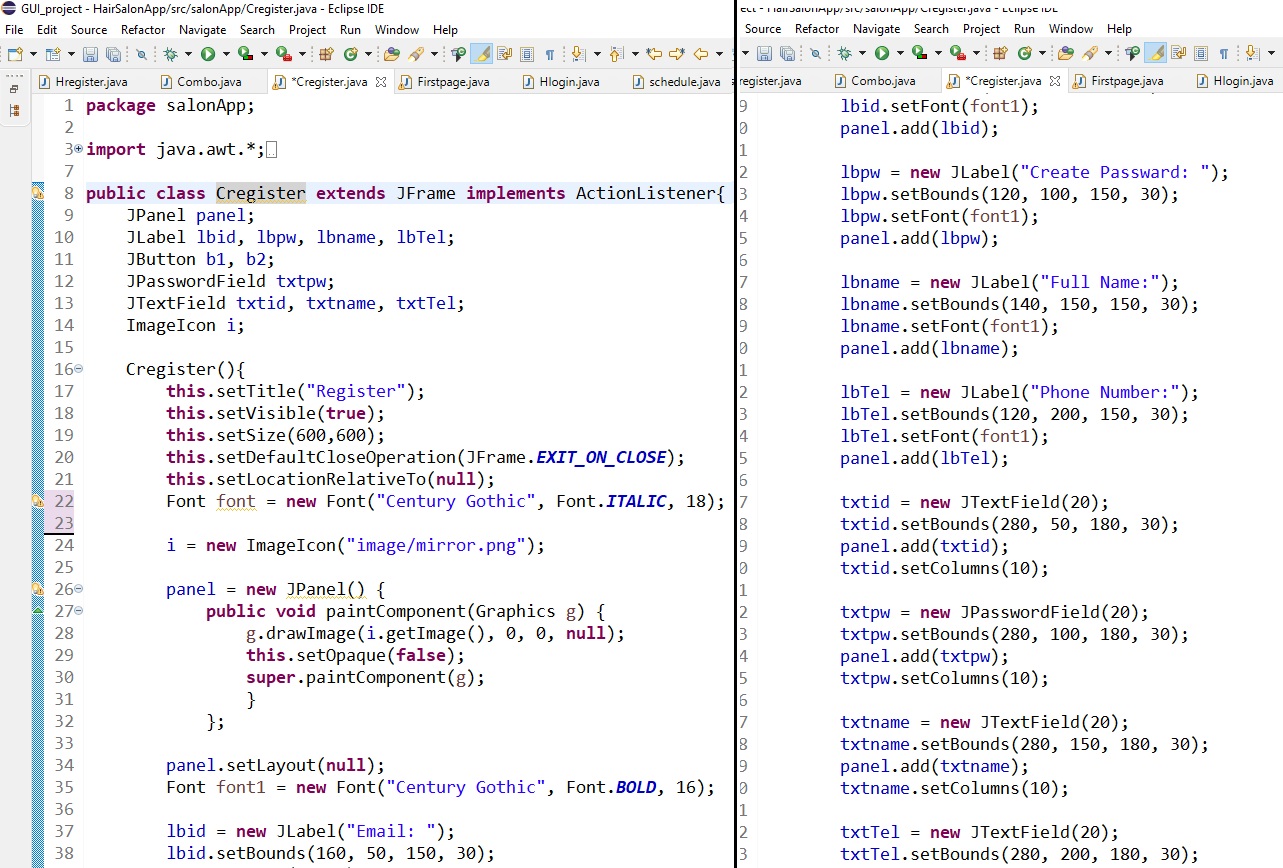 GUI_project - HairSalonApp/src/salonApp/Cregister.java - Eclipse IDE
File Edit Source Refactor Navigate Search Project Run Window Help
Hregister.java Combo.java *Cregister.java Firstpage.java Hlogin.java schedule.java
1 package salonApp;
2
3 import java.awt.*;
7
8 public class Cregister extends JFrame implements ActionListener{
9 JPanel panel;
10 JLabel lbid, lbpw, lbname, lbTel;
11 JButton b1, b2;
12 JPasswordField txtpw;
13 JTextField txtid, txtname, txtTel;
14 ImageIcon i;
15
16 Cregister(){
17 this.setTitle("Register");
18 this.setVisible(true);
19 this.setSize(600,600);
20 this.setDefaultCloseOperation(JFrame.EXIT_ON_CLOSE);
21 this.setLocationRelativeTo(null);
22 Font font = new Font("Century Gothic", Font.ITALIC, 18);
23
24 i = new ImageIcon("image/mirror.png");
25
26 panel = new JPanel() {
27 public void paintComponent(Graphics g) {
28 g.drawImage(i.getImage(), 0, 0, null);
29 this.setOpaque(false);
30 super.paintComponent(g);
31 }
32 };
33
34 panel.setLayout(null);
35 Font font1 = new Font("Century Gothic", Font.BOLD, 16);
36
37 lbid = new JLabel("Email: ");
38 lbid.setBounds(160, 50, 150, 30);
ect - HairSalonApp/src/salonApp/Cregister.java - Eclipse IDE
Source Refactor Navigate Search Project Run Window Help
register.java Combo.java *Cregister.java Firstpage.java Hlogin.java
9 lbid.setFont(font1);
0 panel.add(lbid);
1
2 lbpw = new JLabel("Create Passward: ");
3 lbpw.setBounds(120, 100, 150, 30);
4 lbpw.setFont(font1);
5 panel.add(lbpw);
6
7 lbname = new JLabel("Full Name:");
8 lbname.setBounds(140, 150, 150, 30);
9 lbname.setFont(font1);
0 panel.add(lbname);
1
2 lbTel = new JLabel("Phone Number:");
3 lbTel.setBounds(120, 200, 150, 30);
4 lbTel.setFont(font1);
5 panel.add(lbTel);
6
7 txtid = new JTextField(20);
8 txtid.setBounds(280, 50, 180, 30);
9 panel.add(txtid);
0 txtid.setColumns(10);
1
2 txtpw = new JPasswordField(20);
3 txtpw.setBounds(280, 100, 180, 30);
4 panel.add(txtpw);
5 txtpw.setColumns(10);
6
7 txtname = new JTextField(20);
8 txtname.setBounds(280, 150, 180, 30);
9 panel.add(txtname);
0 txtname.setColumns(10);
1
2 txtTel = new JTextField(20);
3 txtTel.setBounds(280, 200, 180, 30);